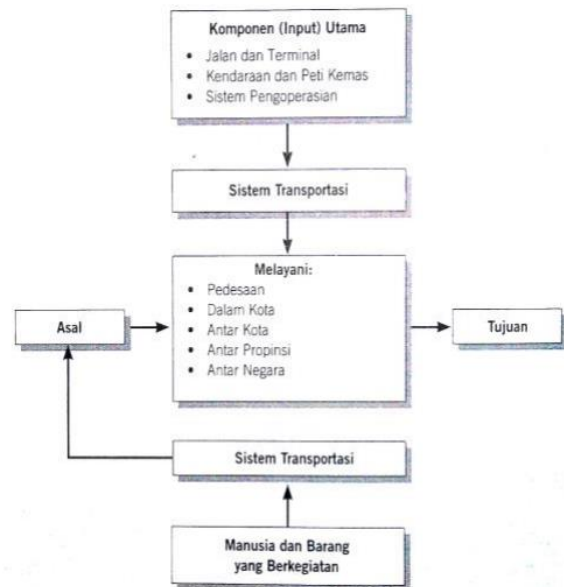 Komponen (Input) Utama
• Jalan dan Terminal
• Kendaraan dan Peti Kemas
• Sistem Pengoperasian
Sistem Transportasi
Melayani:
• Pedesaan
• Dalam Kota
• Antar Kota
• Antar Propinsi
• Antar Negara
Asal
Tujuan
Sistem Transportasi
Manusia dan Barang
yang Berkegiatan